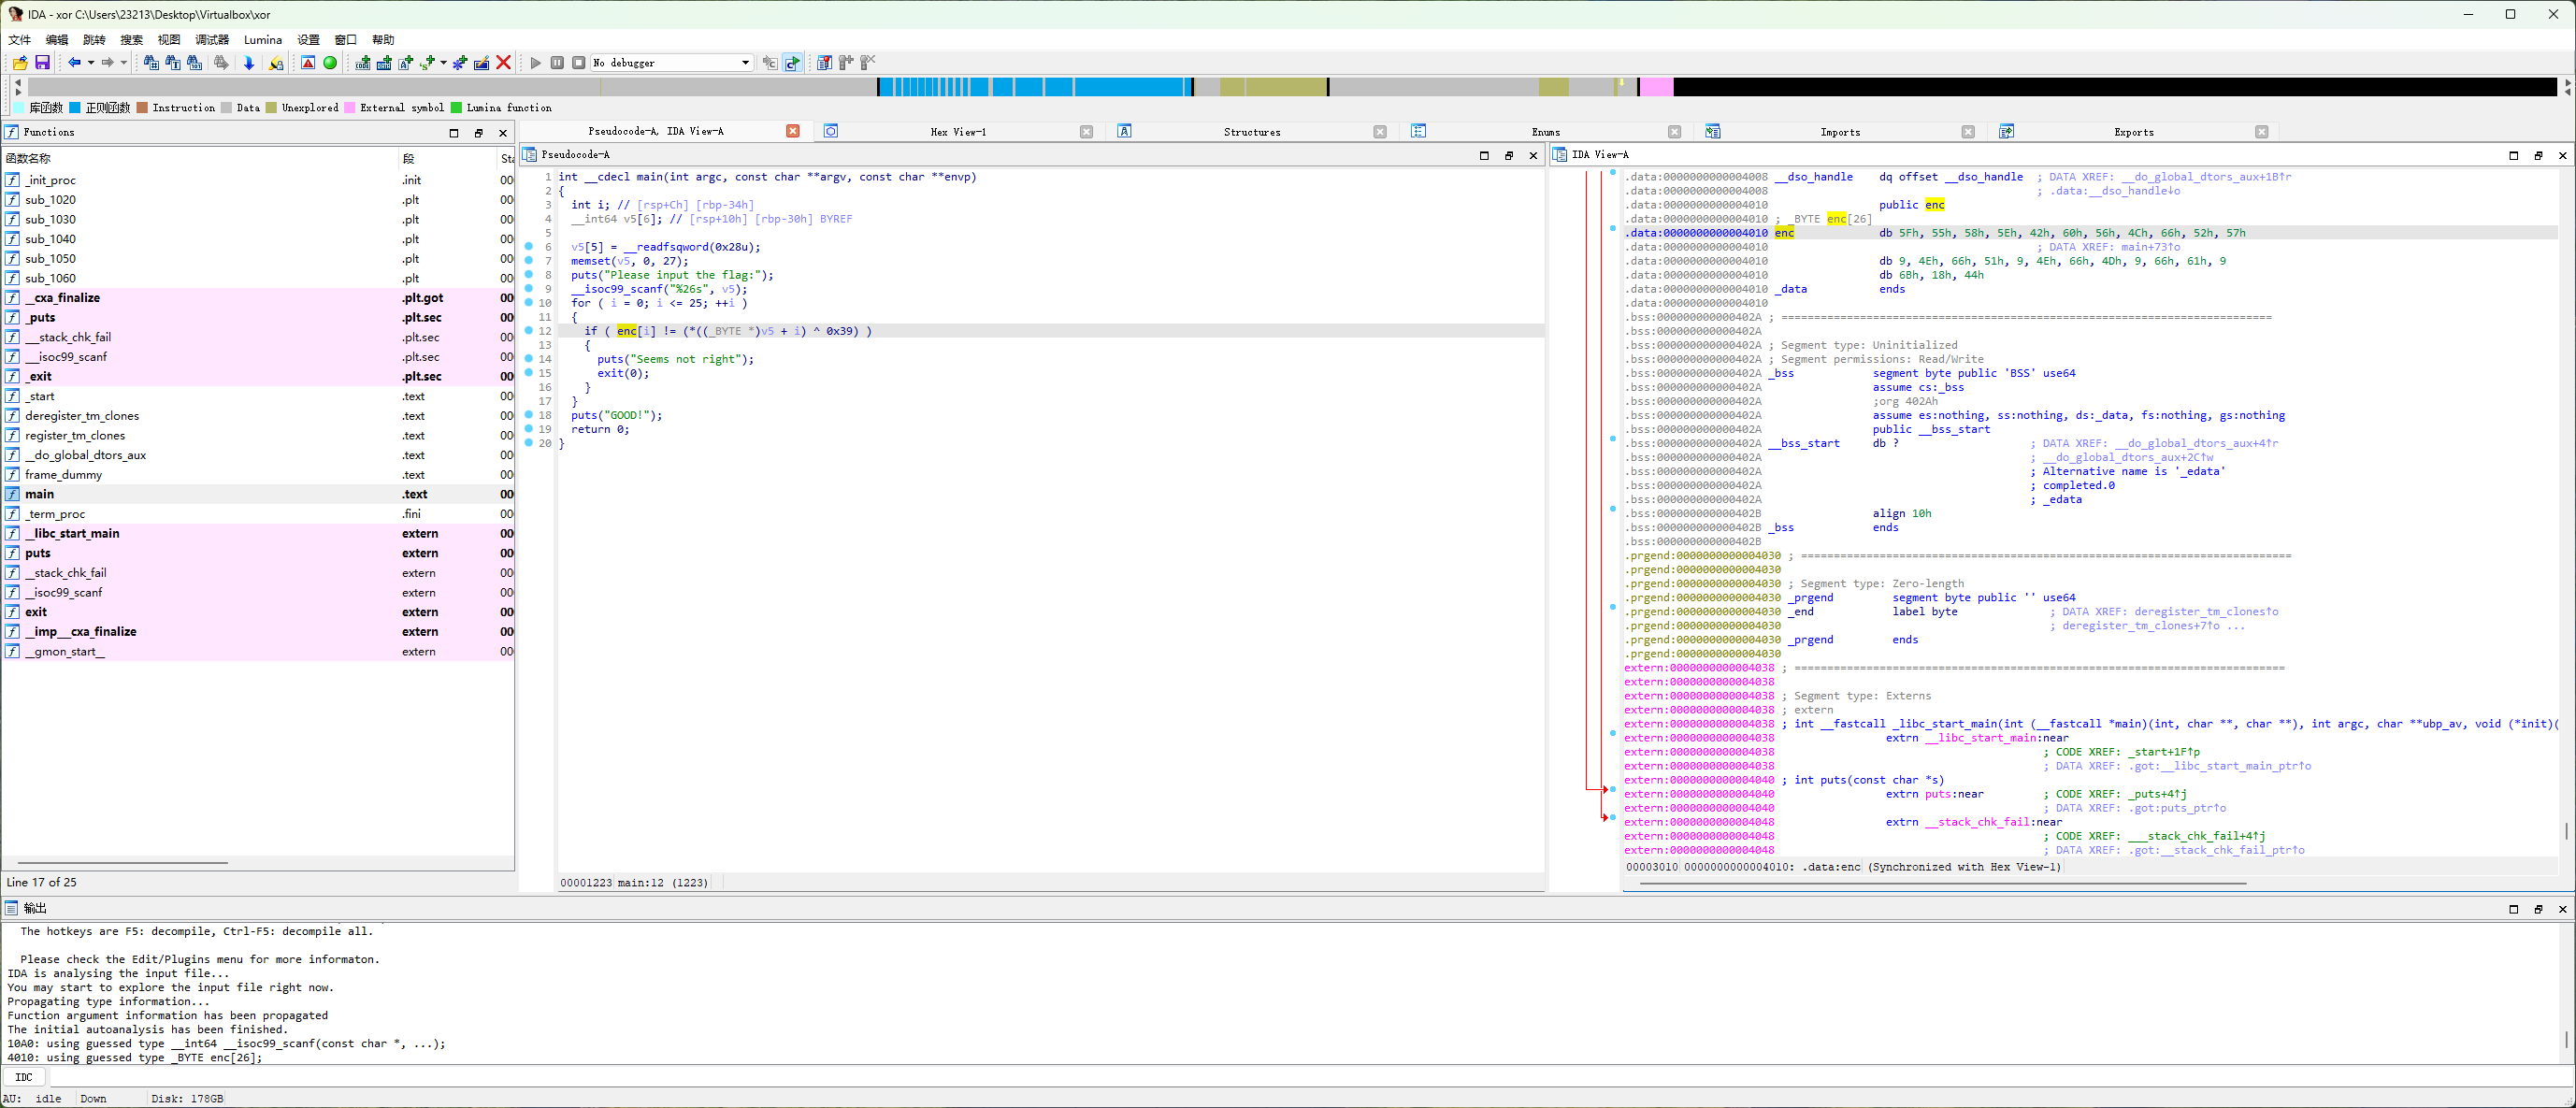 IDA - xor C:\Users\23213\Desktop\Virtualbox\xor
文件 编辑 跳转 搜索 视图 调试器 Lumina 设置 窗口 帮助
No debugger
库函数 正则函数 Instruction Data Unexplored External symbol Lumina function
Functions
函数名称 段 Sta
_init_proc .init 00
sub_1020 .plt 00
sub_1030 .plt 00
sub_1040 .plt 00
sub_1050 .plt 00
sub_1060 .plt 00
__cxa_finalize .plt.got 00
_puts .plt.sec 00
___stack_chk_fail .plt.sec 00
___isoc99_scanf .plt.sec 00
_exit .plt.sec 00
_start .text 00
deregister_tm_clones .text 00
register_tm_clones .text 00
__do_global_dtors_aux .text 00
frame_dummy .text 00
main .text 00
_term_proc .fini 00
__libc_start_main extern 00
puts extern 00
__stack_chk_fail extern 00
__isoc99_scanf extern 00
exit extern 00
__imp__cxa_finalize extern 00
__gmon_start__ extern 00
Line 17 of 25
Pseudocode-A, IDA View-A Hex View-1 Structures Enums Imports Exports
Pseudocode-A
1 int __cdecl main(int argc, const char **argv, const char **envp)
2 {
3 int i; // [rsp+Ch] [rbp-34h]
4 __int64 v5[6]; // [rsp+10h] [rbp-30h] BYREF
5
6 v5[5] = __readfsqword(0x28u);
7 memset(v5, 0, 27);
8 puts("Please input the flag:");
9 __isoc99_scanf("%26s", v5);
10 for ( i = 0; i <= 25; ++i )
11 {
12 if ( enc[i] != (*((_BYTE *)v5 + i) ^ 0x39) )
13 {
14 puts("Seems not right");
15 exit(0);
16 }
17 }
18 puts("GOOD!");
19 return 0;
20 }
00001223 main:12 (1223)
IDA View-A
.data:0000000000004008 __dso_handle dq offset __dso_handle ; DATA XREF: __do_global_dtors_aux+1B↑r
.data:0000000000004008 ; .data:__dso_handle↓o
.data:0000000000004010 public enc
.data:0000000000004010 ; _BYTE enc[26]
.data:0000000000004010 enc db 5Fh, 55h, 58h, 5Eh, 42h, 60h, 56h, 4Ch, 66h, 52h, 57h
.data:0000000000004010 ; DATA XREF: main+73↑o
.data:0000000000004010 db 9, 4Eh, 66h, 51h, 9, 4Eh, 66h, 4Dh, 9, 66h, 61h, 9
.data:0000000000004010 db 6Bh, 18h, 44h
.data:0000000000004010 _data ends
.data:0000000000004010
.bss:000000000000402A ; ===========================================================================
.bss:000000000000402A
.bss:000000000000402A ; Segment type: Uninitialized
.bss:000000000000402A ; Segment permissions: Read/Write
.bss:000000000000402A _bss segment byte public 'BSS' use64
.bss:000000000000402A assume cs:_bss
.bss:000000000000402A ;org 402Ah
.bss:000000000000402A assume es:nothing, ss:nothing, ds:_data, fs:nothing, gs:nothing
.bss:000000000000402A public __bss_start
.bss:000000000000402A __bss_start db ? ; DATA XREF: __do_global_dtors_aux+4↑r
.bss:000000000000402A ; __do_global_dtors_aux+2C↑w
.bss:000000000000402A ; Alternative name is '_edata'
.bss:000000000000402A ; completed.0
.bss:000000000000402A ; _edata
.bss:000000000000402B align 10h
.bss:000000000000402B _bss ends
.bss:000000000000402B
.prgend:0000000000004030 ; ===========================================================================
.prgend:0000000000004030
.prgend:0000000000004030 ; Segment type: Zero-length
.prgend:0000000000004030 _prgend segment byte public '' use64
.prgend:0000000000004030 _end label byte ; DATA XREF: deregister_tm_clones↑o
.prgend:0000000000004030 ; deregister_tm_clones+7↑o ...
.prgend:0000000000004030 _prgend ends
.prgend:0000000000004030
extern:0000000000004038 ; ===========================================================================
extern:0000000000004038
extern:0000000000004038 ; Segment type: Externs
extern:0000000000004038 ; extern
extern:0000000000004038 ; int __fastcall _libc_start_main(int (__fastcall *main)(int, char **, char **), int argc, char **ubp_av, void (*init)(
extern:0000000000004038 extrn __libc_start_main:near
extern:0000000000004038 ; CODE XREF: _start+1F↑p
extern:0000000000004038 ; DATA XREF: .got:__libc_start_main_ptr↑o
extern:0000000000004040 ; int puts(const char *s)
extern:0000000000004040 extrn puts:near ; CODE XREF: _puts+4↑j
extern:0000000000004040 ; DATA XREF: .got:puts_ptr↑o
extern:0000000000004048 extrn __stack_chk_fail:near
extern:0000000000004048 ; CODE XREF: ___stack_chk_fail+4↑j
extern:0000000000004048 ; DATA XREF: .got:__stack_chk_fail_ptr↑o
00003010 0000000000004010: .data:enc (Synchronized with Hex View-1)
输出
The hotkeys are F5: decompile, Ctrl-F5: decompile all.
Please check the Edit/Plugins menu for more informaton.
IDA is analysing the input file...
You may start to explore the input file right now.
Propagating type information...
Function argument information has been propagated
The initial autoanalysis has been finished.
10A0: using guessed type __int64 __isoc99_scanf(const char *, ...);
4010: using guessed type _BYTE enc[26];
IDC
AU: idle Down Disk: 178GB